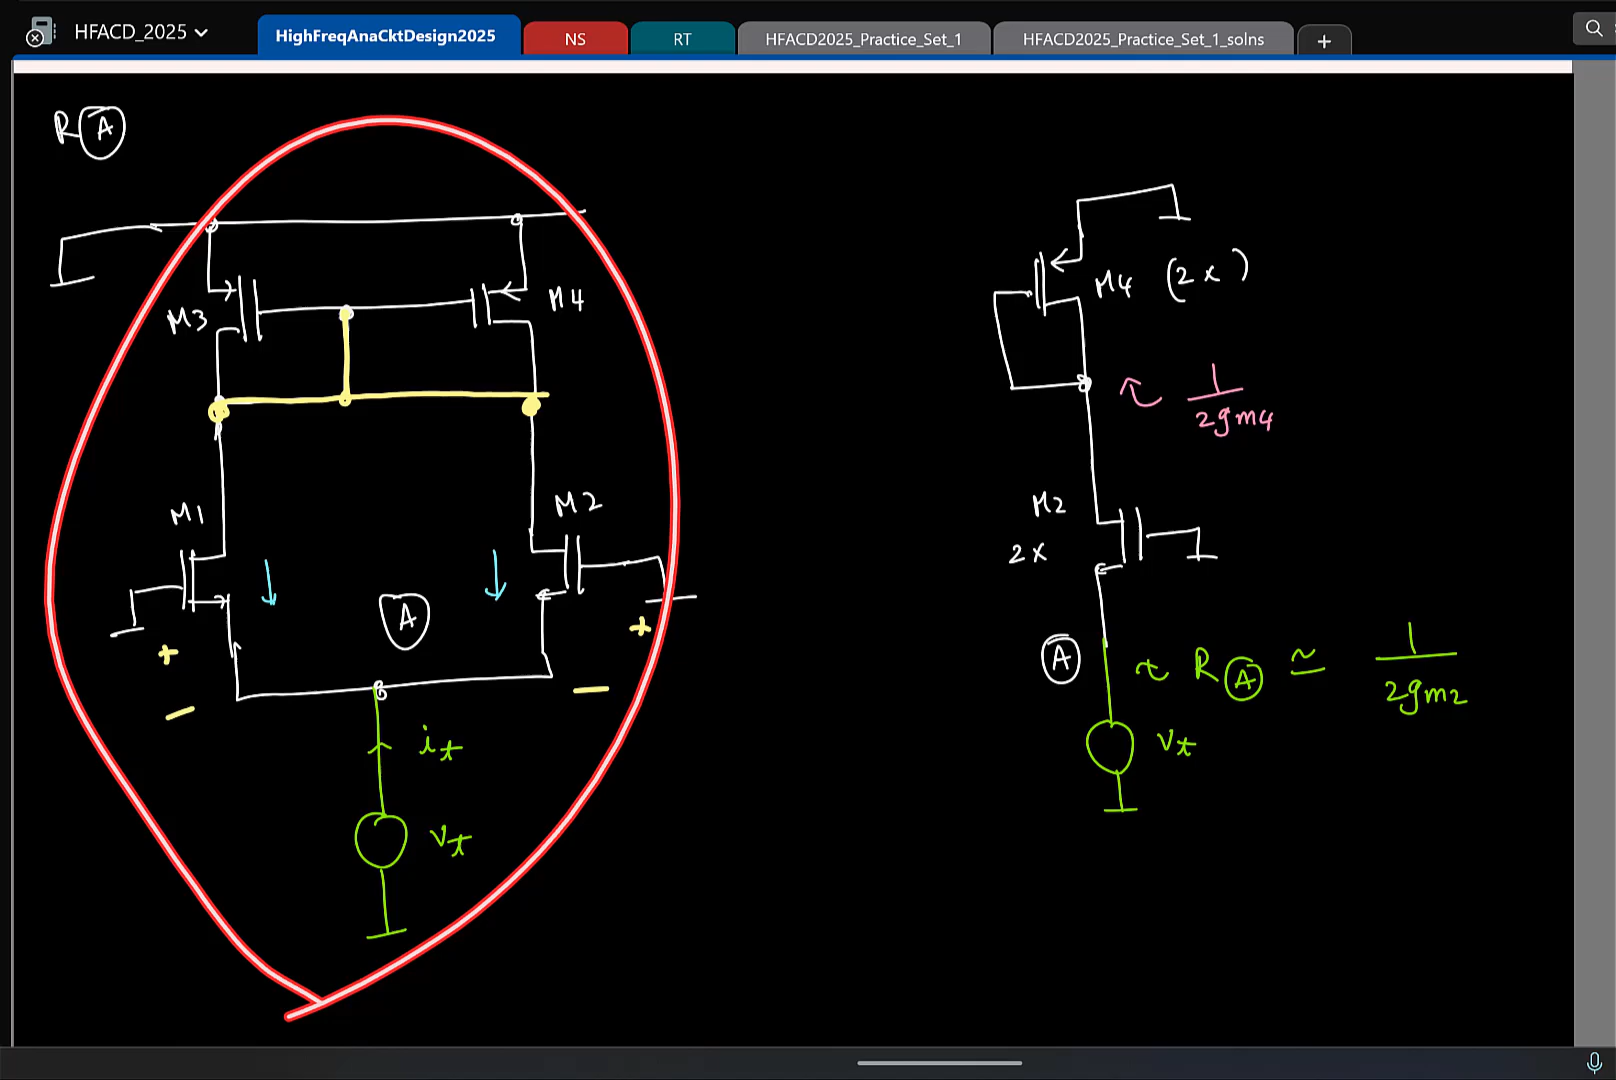 HFACD_2025
HighFreqAnaCktDesign2025
NS
RT
HFACD2025_Practice_Set_1
HFACD2025_Practice_Set_1_solns
+
R(A)
M3
M4
M1
M2
A
+
-
+
-
it
vt
M4 (2x)
1
2gm4
M2
2x
A
R(A) ≃ 1
2gm2
vt